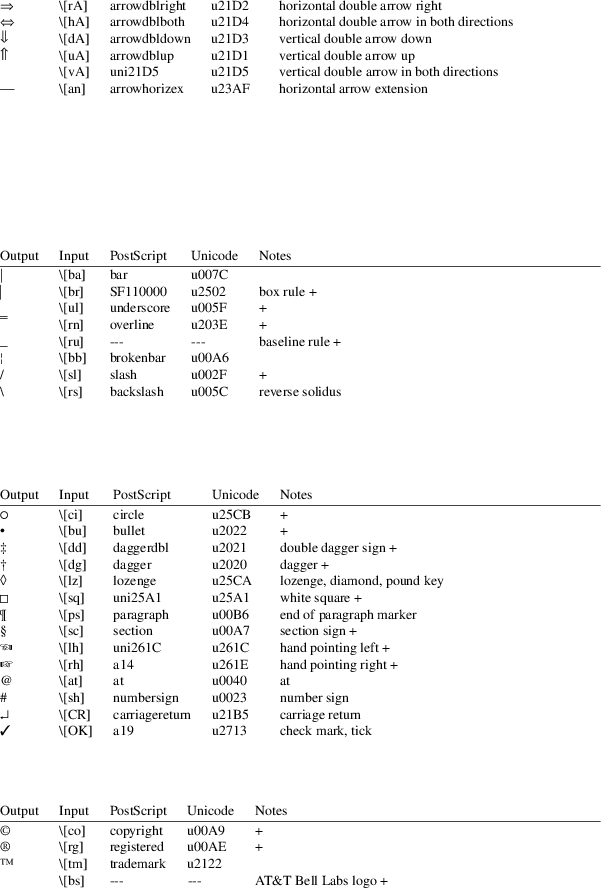 ⇒ \[rA] arrowdblright u21D2 horizontal double arrow right
⇔ \[hA] arrowdblboth u21D4 horizontal double arrow in both directions
⇓ \[dA] arrowdbldown u21D3 vertical double arrow down
⇑ \[uA] arrowdblup u21D1 vertical double arrow up
\[vA] uni21D5 u21D5 vertical double arrow in both directions
— \[an] arrowhorizex u23AF horizontal arrow extension
Output Input PostScript Unicode Notes
| \[ba] bar u007C
│ \[br] SF110000 u2502 box rule +
_ \[ul] underscore u005F +
‾ \[rn] overline u203E +
_ \[ru] --- --- baseline rule +
¦ \[bb] brokenbar u00A6
/ \[sl] slash u002F +
\ \[rs] backslash u005C reverse solidus
Output Input PostScript Unicode Notes
○ \[ci] circle u25CB +
• \[bu] bullet u2022 +
‡ \[dd] daggerdbl u2021 double dagger sign +
† \[dg] dagger u2020 dagger +
◊ \[lz] lozenge u25CA lozenge, diamond, pound key
□ \[sq] uni25A1 u25A1 white square +
¶ \[ps] paragraph u00B6 end of paragraph marker
§ \[sc] section u00A7 section sign +
☜ \[lh] uni261C u261C hand pointing left +
☞ \[rh] a14 u261E hand pointing right +
@ \[at] at u0040 at
# \[sh] numbersign u0023 number sign
↵ \[CR] carriagereturn u21B5 carriage return
✓ \[OK] a19 u2713 check mark, tick
Output Input PostScript Unicode Notes
© \[co] copyright u00A9 +
® \[rg] registered u00AE +
™ \[tm] trademark u2122
\[bs] --- --- AT&T Bell Labs logo +